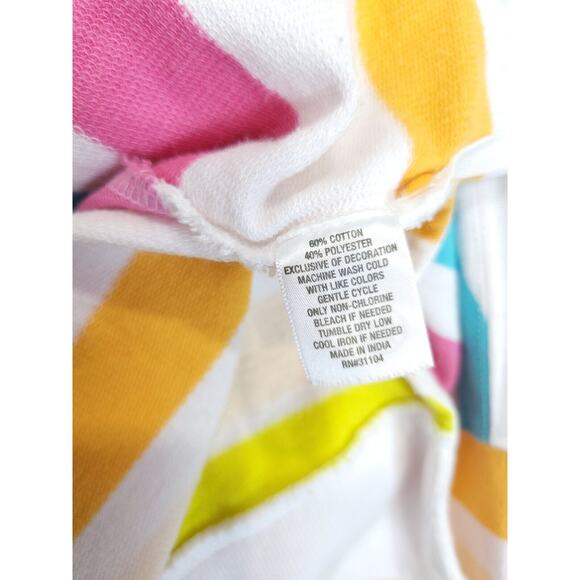 60% COTTON
40% POLYESTER
EXCLUSIVE OF DECORATION
MACHINE WASH COLD
WITH LIKE COLORS
GENTLE CYCLE
ONLY NON-CHLORINE
BLEACH IF NEEDED
TUMBLE DRY LOW
COOL IRON IF NEEDED
MADE IN INDIA
RN#31104